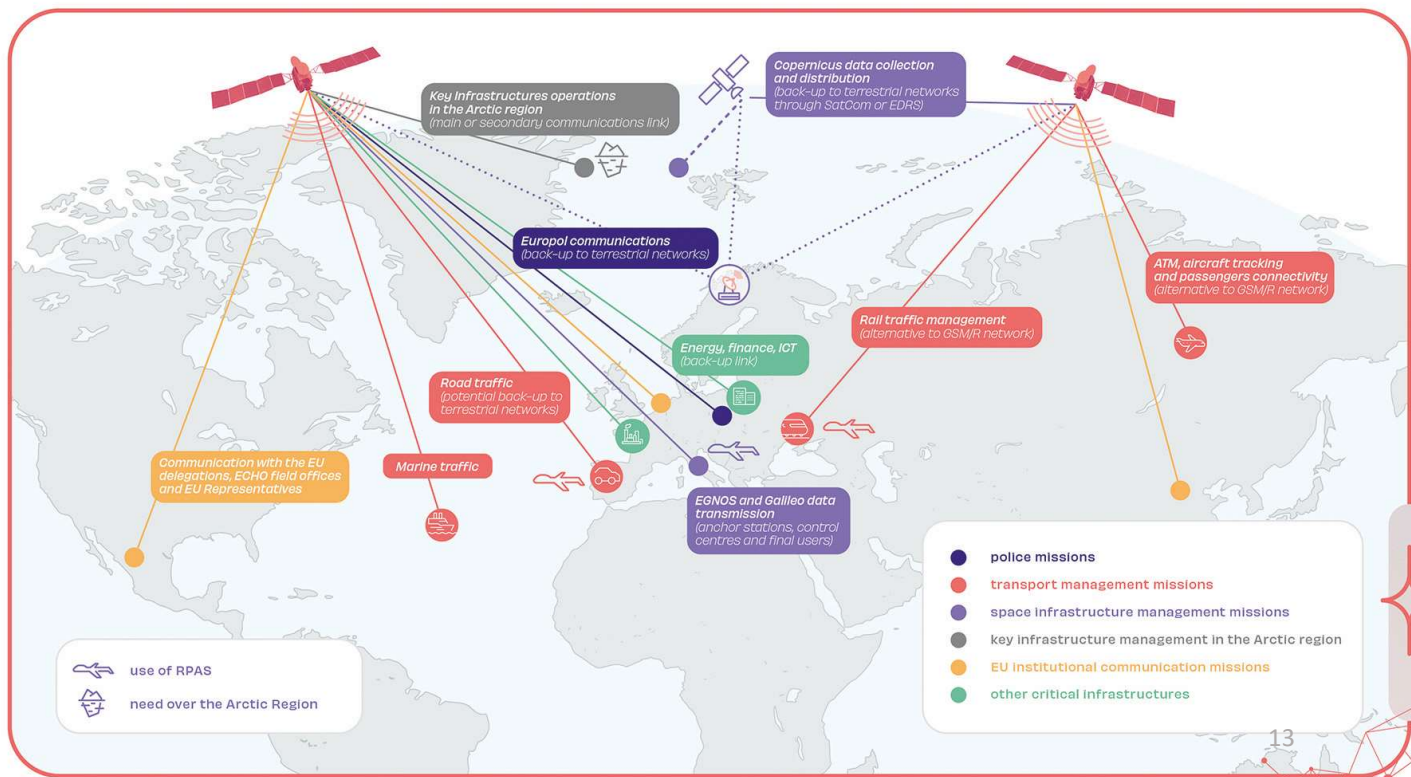 Copernicus data collection
and distribution
(back-up to terrestrial networks
through SatCom or EDRS)
Key Infrastructures operations
in the Arctic region
(main or secondary communications link)
Europol communications
(back-up to terrestrial networks)
ATM, aircraft tracking
and passengers connectivity
(alternative to GSM/R network)
Rail traffic management
(alternative to GSM/R network)
Energy, finance, ICT
(back-up link)
Road traffic
(potential back-up to
terrestrial networks)
Communication with the EU
delegations, ECHO field offices
and EU Representatives
Marine traffic
EGNOS and Galileo data
transmission
(anchor stations, control
centres and final users)
police missions
transport management missions
space infrastructure management missions
key infrastructure management in the Arctic region
EU institutional communication missions
other critical infrastructures
use of RPAS
need over the Arctic Region
13